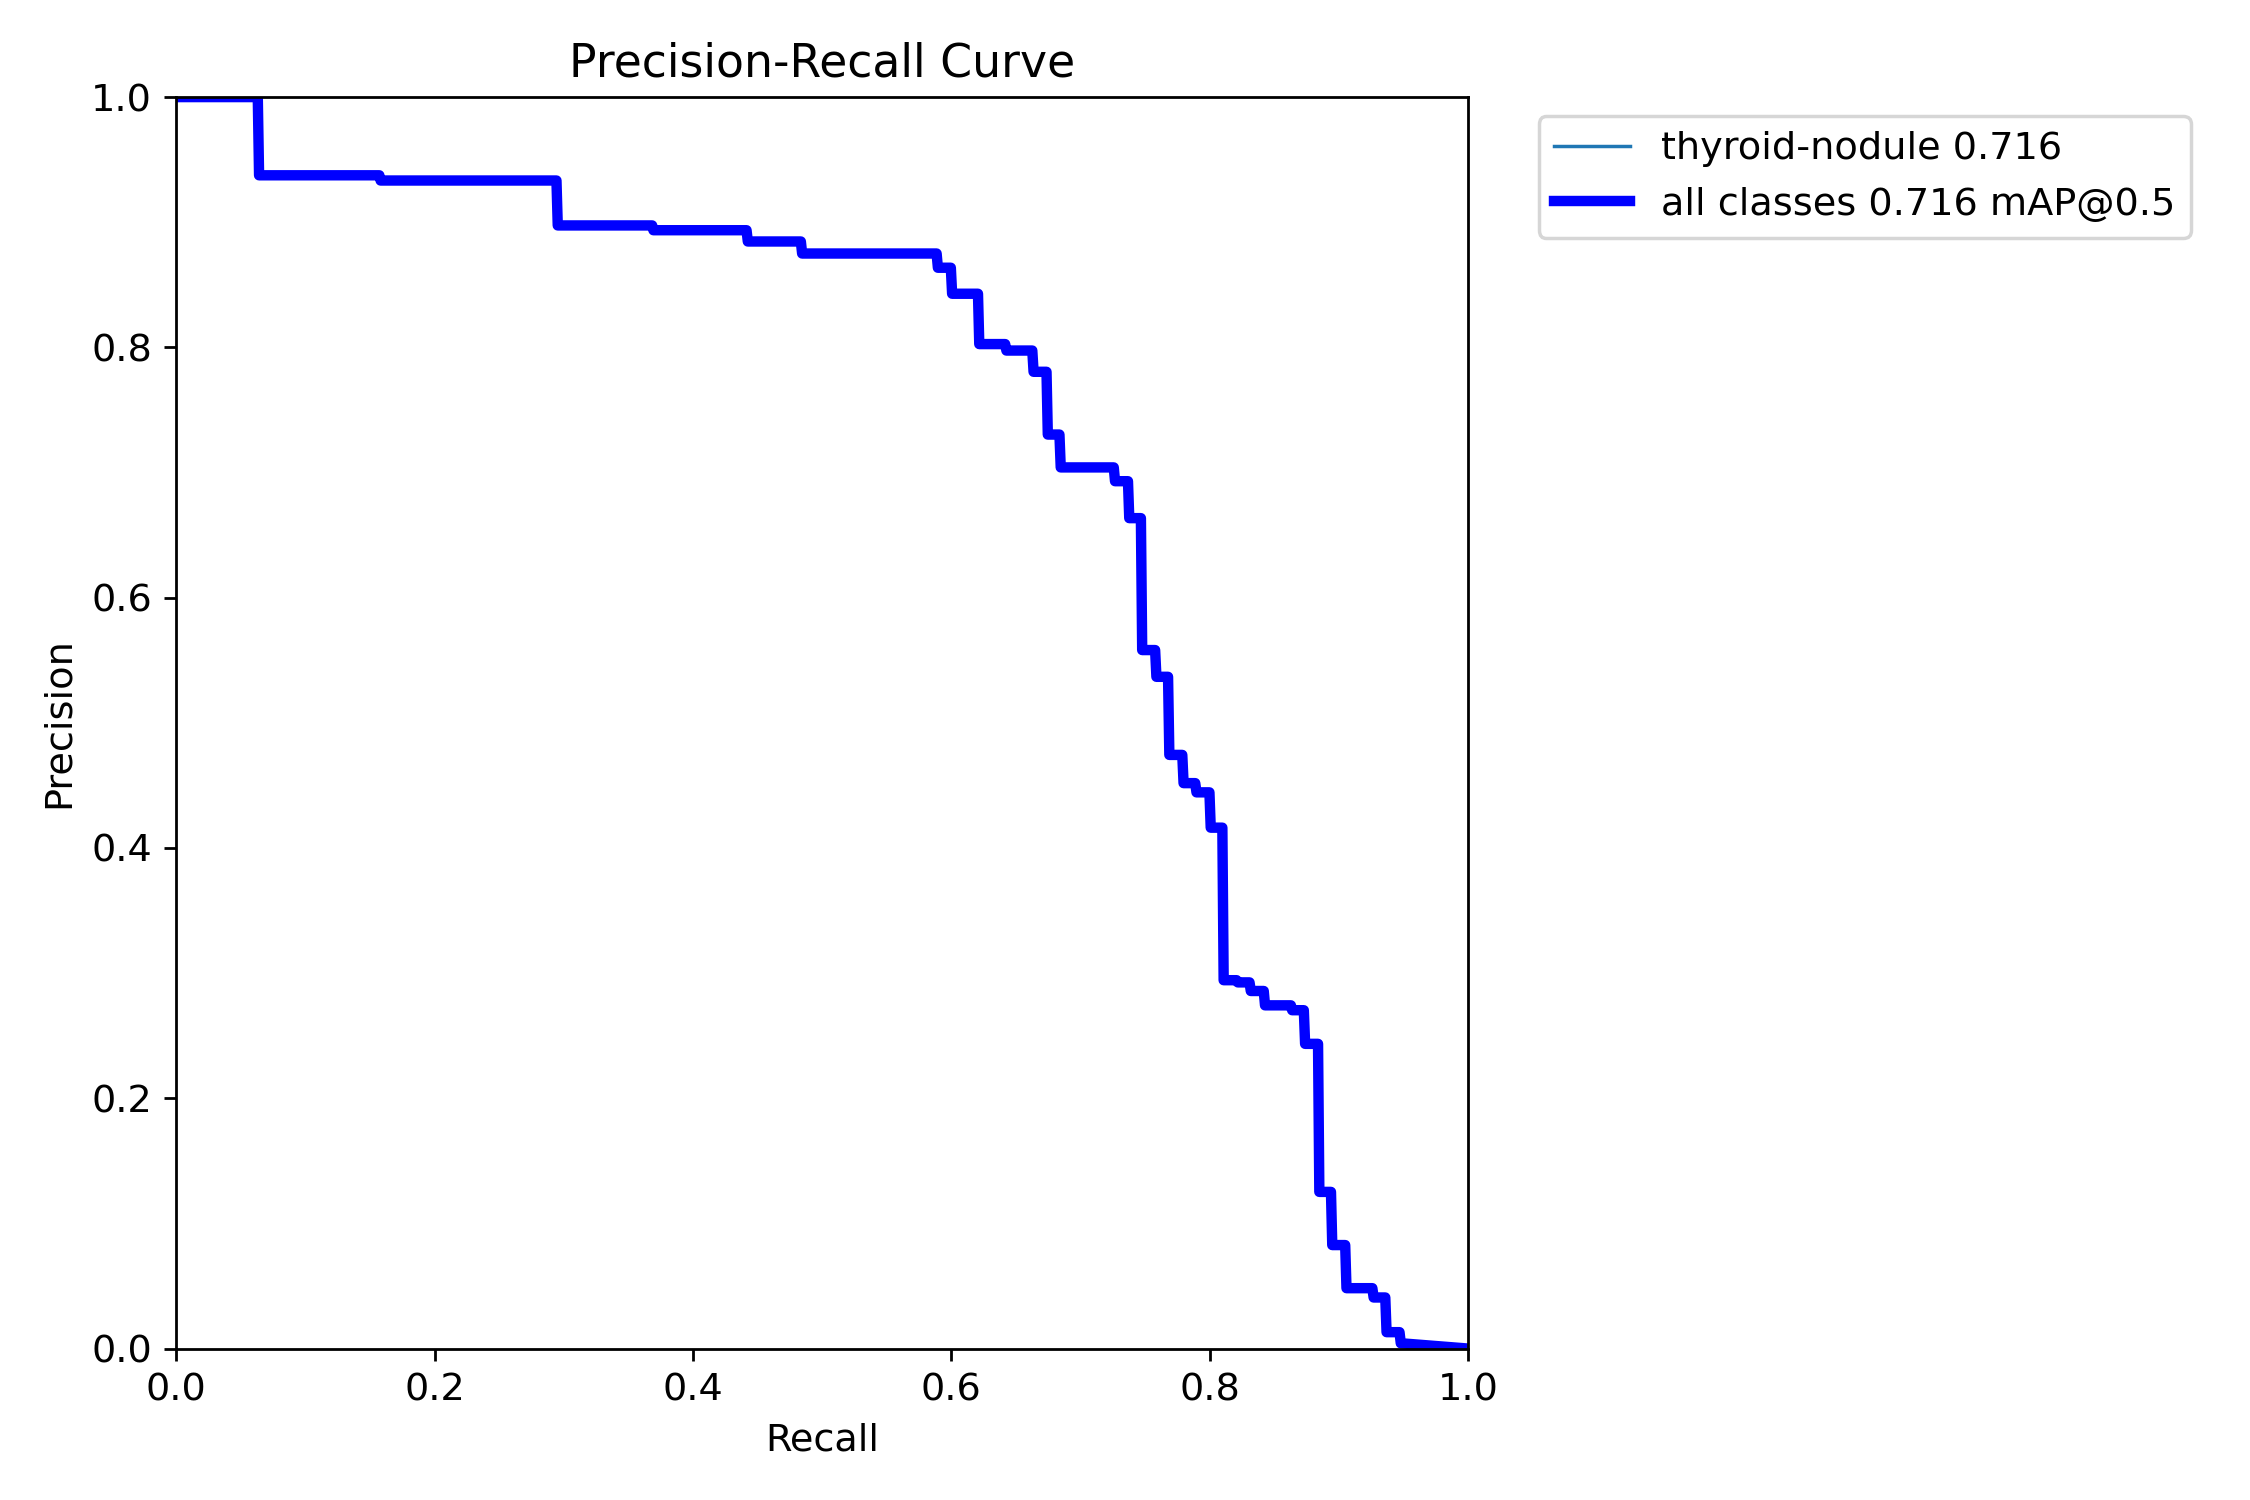 Precision-Recall Curve
1.0
0.8
0.6
0.4
0.2
0.0
Precision
0.0 0.2 0.4 0.6 0.8 1.0
Recall
thyroid-nodule 0.716
all classes 0.716 mAP@0.5